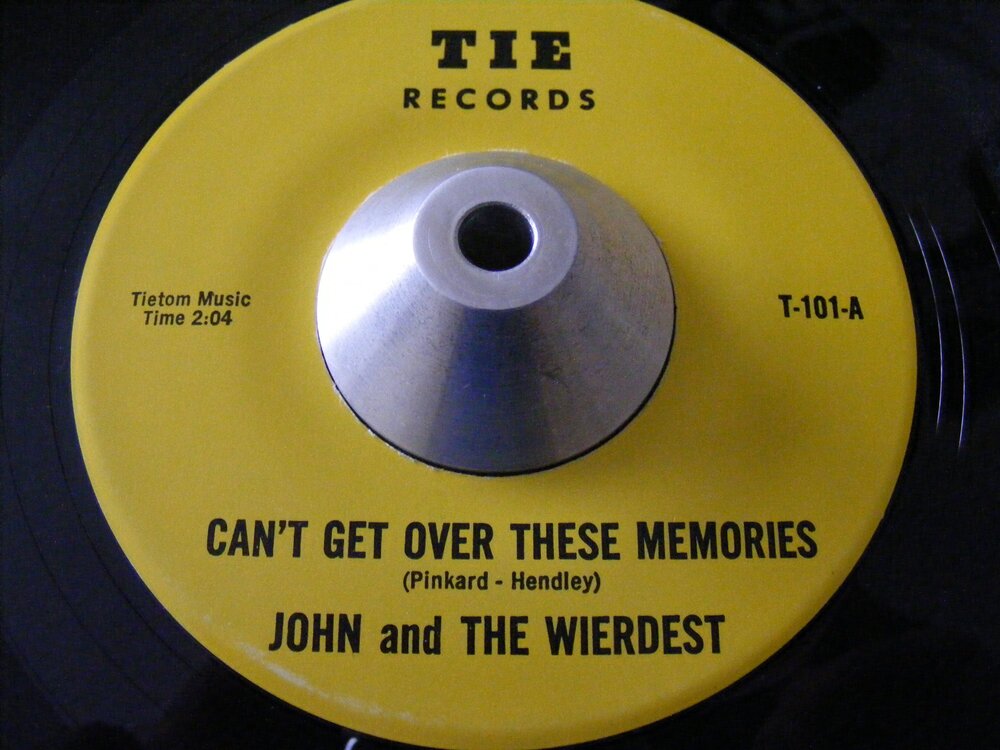 TIE
RECORDS
Tietom Music
Time 2:04
T-101-A
CAN'T GET OVER THESE MEMORIES
(Pinkard - Hendley)
JOHN and THE WIERDEST